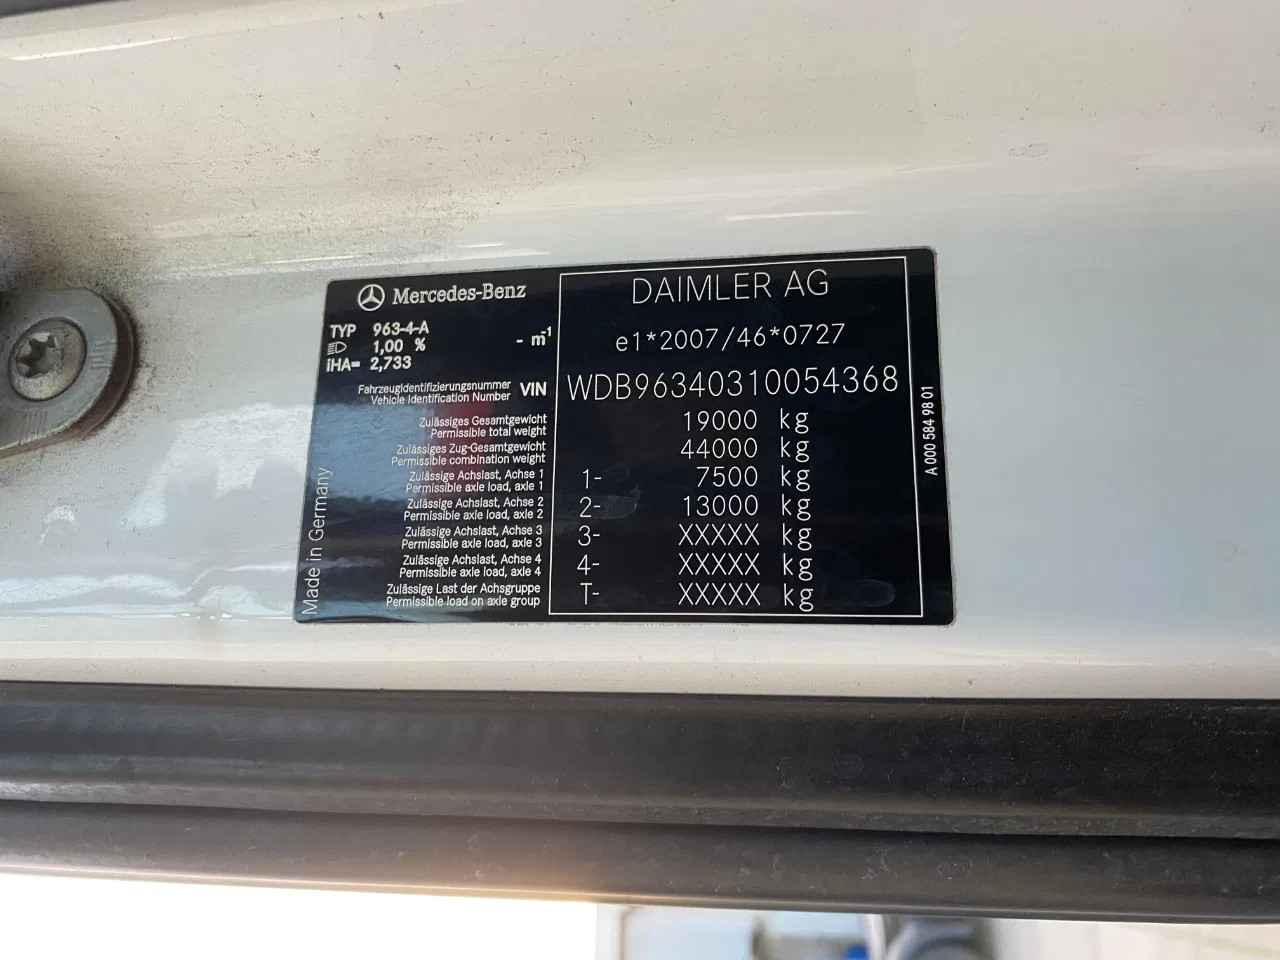 Mercedes-Benz
TYP 963-4-A
1,00 % - m-1
iHA= 2,733
DAIMLER AG
e1*2007/46*0727
Fahrzeugidentifizierungsnummer
Vehicle Identification Number VIN WDB96340310054368
Zulässiges Gesamtgewicht
Permissible total weight 19000 kg
Zulässiges Zug-Gesamtgewicht
Permissible combination weight 44000 kg
Zulässige Achslast, Achse 1
Permissible axle load, axle 1 1- 7500 kg
Zulässige Achslast, Achse 2
Permissible axle load, axle 2 2- 13000 kg
Zulässige Achslast, Achse 3
Permissible axle load, axle 3 3- XXXXX kg
Zulässige Achslast, Achse 4
Permissible axle load, axle 4 4- XXXXX kg
Zulässige Last der Achsgruppe
Permissible load on axle group T- XXXXX kg
Made in Germany
A 000 584 98 01